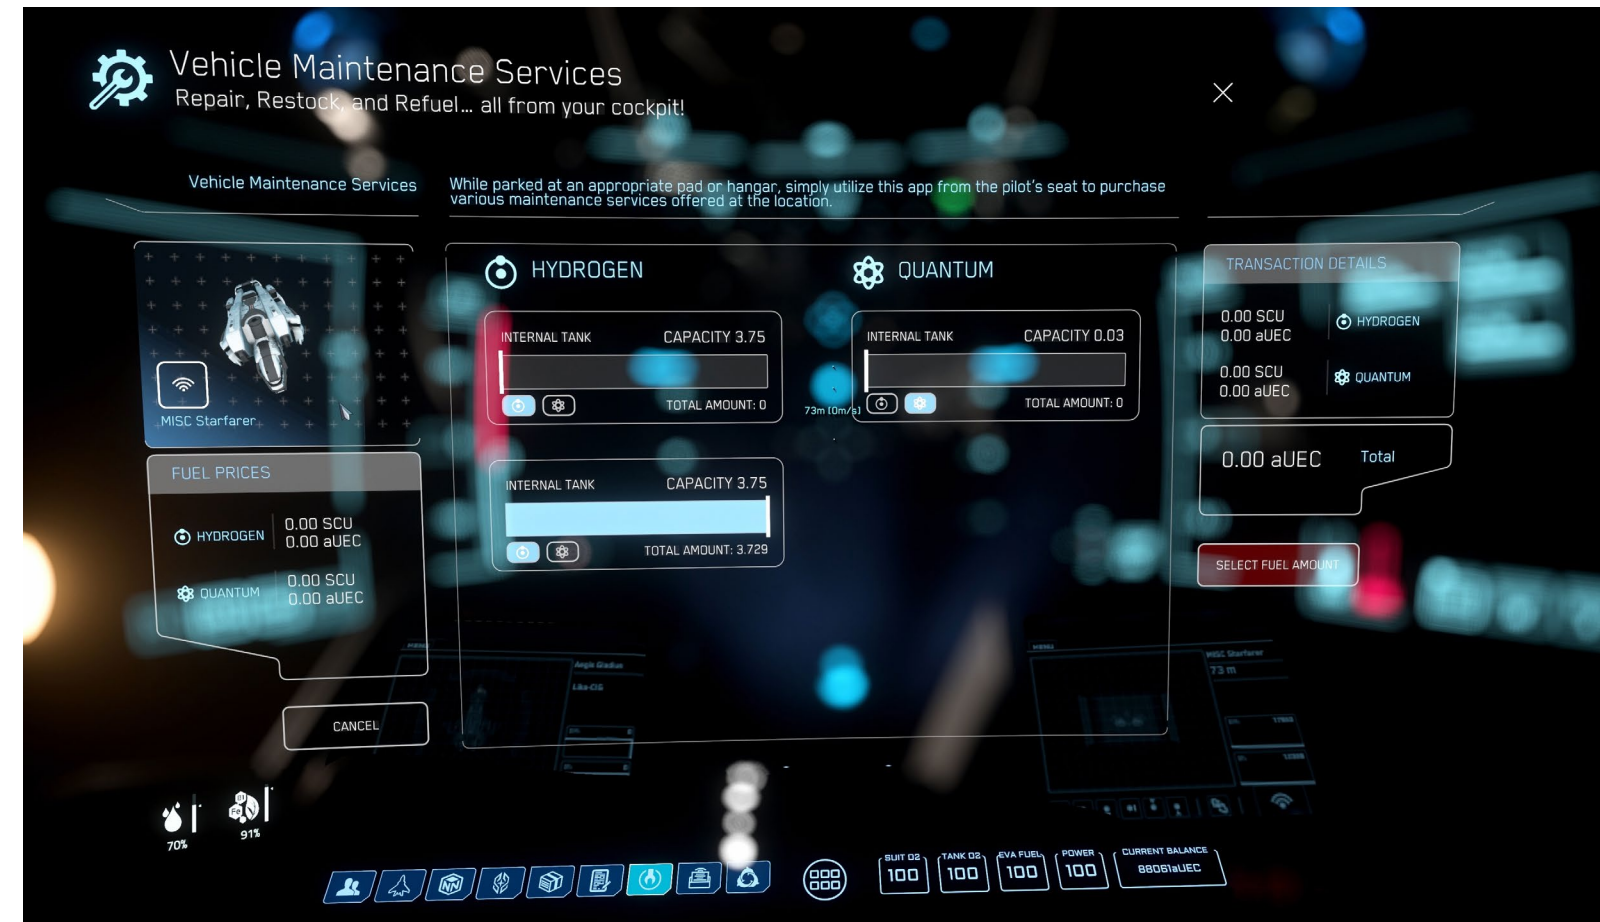 Vehicle Maintenance Services
Repair, Restock, and Refuel... all from your cockpit!
Vehicle Maintenance Services
While parked at an appropriate pad or hangar, simply utilize this app from the pilot's seat to purchase
various maintenance services offered at the location.
MISC Starfarer
FUEL PRICES
HYDROGEN
0.00 SCU
0.00 aUEC
QUANTUM
0.00 SCU
0.00 aUEC
CANCEL
HYDROGEN
INTERNAL TANK
CAPACITY 3.75
TOTAL AMOUNT: 0
INTERNAL TANK
CAPACITY 3.75
TOTAL AMOUNT: 3.729
QUANTUM
INTERNAL TANK
CAPACITY 0.03
TOTAL AMOUNT: 0
73m [0m/s]
TRANSACTION DETAILS
0.00 SCU
0.00 aUEC
HYDROGEN
0.00 SCU
0.00 aUEC
QUANTUM
0.00 aUEC
Total
SELECT FUEL AMOUNT
Aegis Gladius
MISC Starfarer
73 m
70%
91%
SUIT O2
100
TANK O2
100
EVA FUEL
100
POWER
100
CURRENT BALANCE
88061aUEC